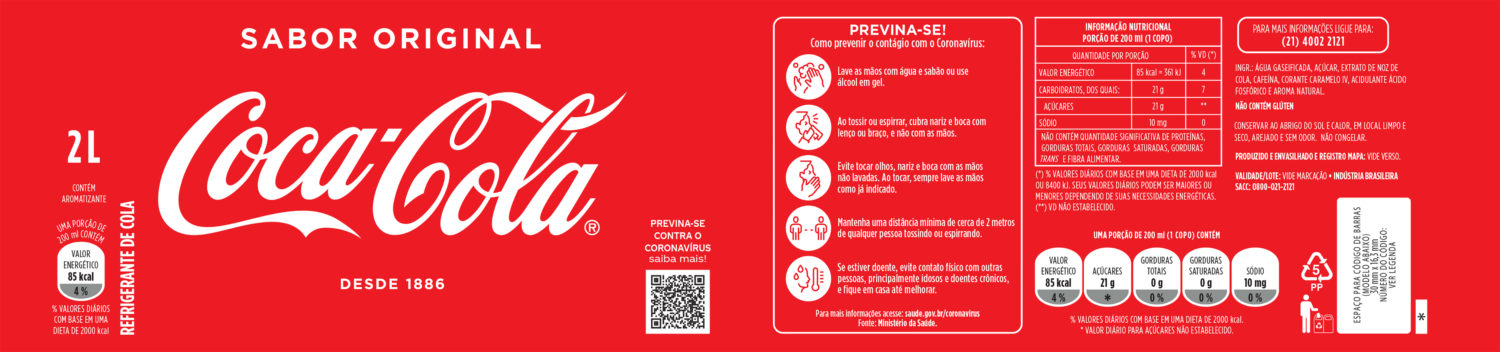 SABOR ORIGINAL
Coca-Cola®
DESDE 1886
2L
CONTÉM
AROMATIZANTE
UMA PORÇÃO DE
200 ml CONTÉM
VALOR
ENERGÉTICO
85 kcal
4 %
% VALORES DIÁRIOS
COM BASE EM UMA
DIETA DE 2000 kcal
REFRIGERANTE DE COLA
PREVINA-SE
CONTRA O
CORONAVÍRUS
saiba mais!
PREVINA-SE!
Como prevenir o contágio com o Coronavírus:
Lave as mãos com água e sabão ou use
álcool em gel.
Ao tossir ou espirrar, cubra nariz e boca com
lenço ou braço, e não com as mãos.
Evite tocar olhos, nariz e boca com as mãos
não lavadas. Ao tocar, sempre lave as mãos
como já indicado.
Mantenha uma distância mínima de cerca de 2 metros
de qualquer pessoa tossindo ou espirrando.
Se estiver doente, evite contato físico com outras
pessoas, principalmente idosos e doentes crônicos,
e fique em casa até melhorar.
Para mais informações acesse: saude.gov.br/coronavirus
Fonte: Ministério da Saúde.
INFORMAÇÃO NUTRICIONAL
PORÇÃO DE 200 ml (1 COPO)
QUANTIDADE POR PORÇÃO % VD (*)
VALOR ENERGÉTICO 85 kcal = 361 kJ 4
CARBOIDRATOS, DOS QUAIS: 21 g 7
AÇÚCARES 21 g **
SÓDIO 10 mg 0
NÃO CONTÉM QUANTIDADE SIGNIFICATIVA DE PROTEÍNAS,
GORDURAS TOTAIS, GORDURAS SATURADAS, GORDURAS
TRANS E FIBRA ALIMENTAR.
(*) % VALORES DIÁRIOS COM BASE EM UMA DIETA DE 2000 kcal
OU 8400 kJ. SEUS VALORES DIÁRIOS PODEM SER MAIORES OU
MENORES DEPENDENDO DE SUAS NECESSIDADES ENERGÉTICAS.
(**) VD NÃO ESTABELECIDO.
UMA PORÇÃO DE 200 ml (1 COPO) CONTÉM
VALOR ENERGÉTICO 85 kcal 4 %
AÇÚCARES 21 g *
GORDURAS TOTAIS 0 g 0 %
GORDURAS SATURADAS 0 g 0 %
SÓDIO 10 mg 0 %
% VALORES DIÁRIOS COM BASE EM UMA DIETA DE 2000 kcal.
* VALOR DIÁRIO PARA AÇÚCARES NÃO ESTABELECIDO.
PARA MAIS INFORMAÇÕES LIGUE PARA:
(21) 4002 2121
INGR.: ÁGUA GASEIFICADA, AÇÚCAR, EXTRATO DE NOZ DE
COLA, CAFEÍNA, CORANTE CARAMELO IV, ACIDULANTE ÁCIDO
FOSFÓRICO E AROMA NATURAL.
NÃO CONTÉM GLÚTEN
CONSERVAR AO ABRIGO DO SOL E CALOR, EM LOCAL LIMPO E
SECO, AREJADO E SEM ODOR. NÃO CONGELAR.
PRODUZIDO E ENVASILHADO E REGISTRO MAPA: VIDE VERSO.
VALIDADE/LOTE: VIDE MARCAÇÃO • INDÚSTRIA BRASILEIRA
SACC: 0800-021-2121
5
PP
ESPAÇO PARA CÓDIGO DE BARRAS
(MODELO ABAIXO)
30 mm x 16,3 mm
NÚMERO DO CÓDIGO:
VER LEGENDA
*